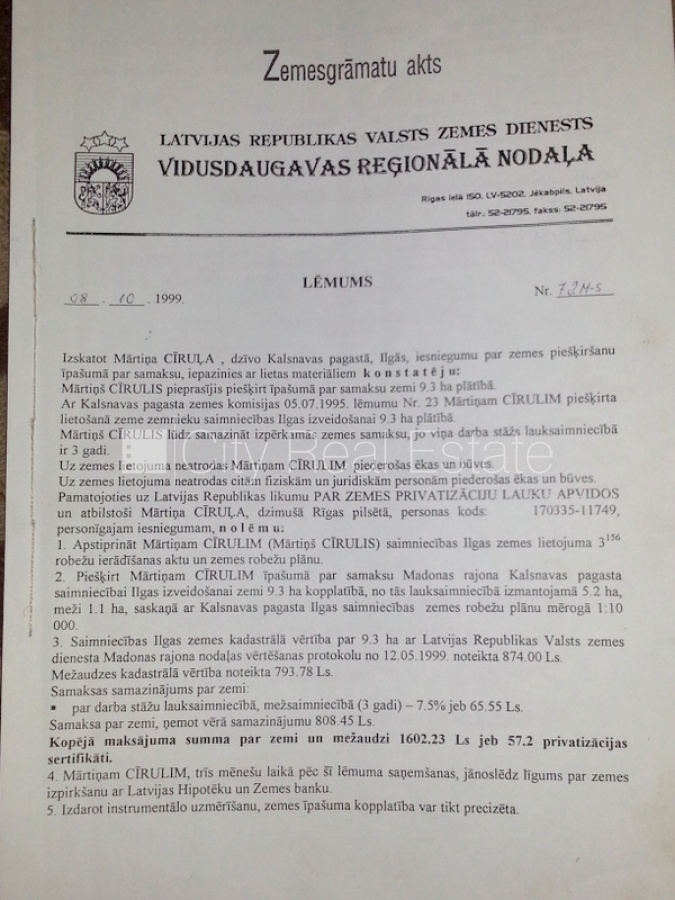 Zemesgrāmatu akts
LATVIJAS REPUBLIKAS VALSTS ZEMES DIENESTS
VIDUSDAUGAVAS REĢIONĀLĀ NODAĻA
Rīgas ielā 150, LV-5202, Jēkabpils, Latvija
tālr.: 52-21795, fakss: 52-21795
LĒMUMS
08 . 10 . 1999.
Nr. 72M-s
Izskatot Mārtiņa CĪRUĻA , dzīvo Kalsnavas pagastā, Ilgās, iesniegumu par zemes piešķiršanu
īpašumā par samaksu, iepazinies ar lietas materiāliem konstatēju:
Mārtiņš CĪRULIS pieprasījis piešķirt īpašumā par samaksu zemi 9.3 ha platībā.
Ar Kalsnavas pagasta zemes komisijas 05.07.1995. lēmumu Nr. 23 Mārtiņam CĪRULIM piešķirta
lietošanā zeme zemnieku saimniecības Ilgas izveidošanai 9.3 ha platībā.
Mārtiņš CĪRULIS lūdz samazināt izpērkamās zemes samaksu, jo viņa darba stāžs lauksaimniecībā
ir 3 gadi.
City Real Estate
Uz zemes lietojuma neatrodas Mārtiņam CĪRULIM piederošas ēkas un būves.
Uz zemes lietojuma neatrodas citām fiziskām un juridiskām personām piederošas ēkas un būves.
Pamatojoties uz Latvijas Republikas likumu PAR ZEMES PRIVATIZĀCIJU LAUKU APVIDOS
un atbilstoši Mārtiņa CĪRUĻA, dzimušā Rīgas pilsētā, personas kods: 170335-11749,
personīgajam iesniegumam, nolēmu:
1. Apstiprināt Mārtiņam CĪRULIM (Mārtiņš CĪRULIS) saimniecības Ilgas zemes lietojuma 3¹⁵⁶
robežu ierādīšanas aktu un zemes robežu plānu.
2. Piešķirt Mārtiņam CĪRULIM īpašumā par samaksu Madonas rajona Kalsnavas pagasta
saimniecībai Ilgas izveidošanai zemi 9.3 ha kopplatībā, no tās lauksaimniecībā izmantojamā 5.2 ha,
meži 1.1 ha, saskaņā ar Kalsnavas pagasta Ilgas saimniecības zemes robežu plānu mērogā 1:10
000.
3. Saimniecības Ilgas zemes kadastrālā vērtība par 9.3 ha ar Latvijas Republikas Valsts zemes
dienesta Madonas rajona nodaļas vērtēšanas protokolu no 12.05.1999. noteikta 874.00 Ls.
Mežaudzes kadastrālā vērtība noteikta 793.78 Ls.
Samaksas samazinājums par zemi:
▪ par darba stāžu lauksaimniecībā, mežsaimniecībā (3 gadi) – 7.5% jeb 65.55 Ls.
Samaksa par zemi, ņemot vērā samazinājumu 808.45 Ls.
Kopējā maksājuma summa par zemi un mežaudzi 1602.23 Ls jeb 57.2 privatizācijas
sertifikāti.
4. Mārtiņam CĪRULIM, trīs mēnešu laikā pēc šī lēmuma saņemšanas, jānoslēdz līgums par zemes
izpirkšanu ar Latvijas Hipotēku un Zemes banku.
5. Izdarot instrumentālo uzmērīšanu, zemes īpašuma kopplatība var tikt precizēta.